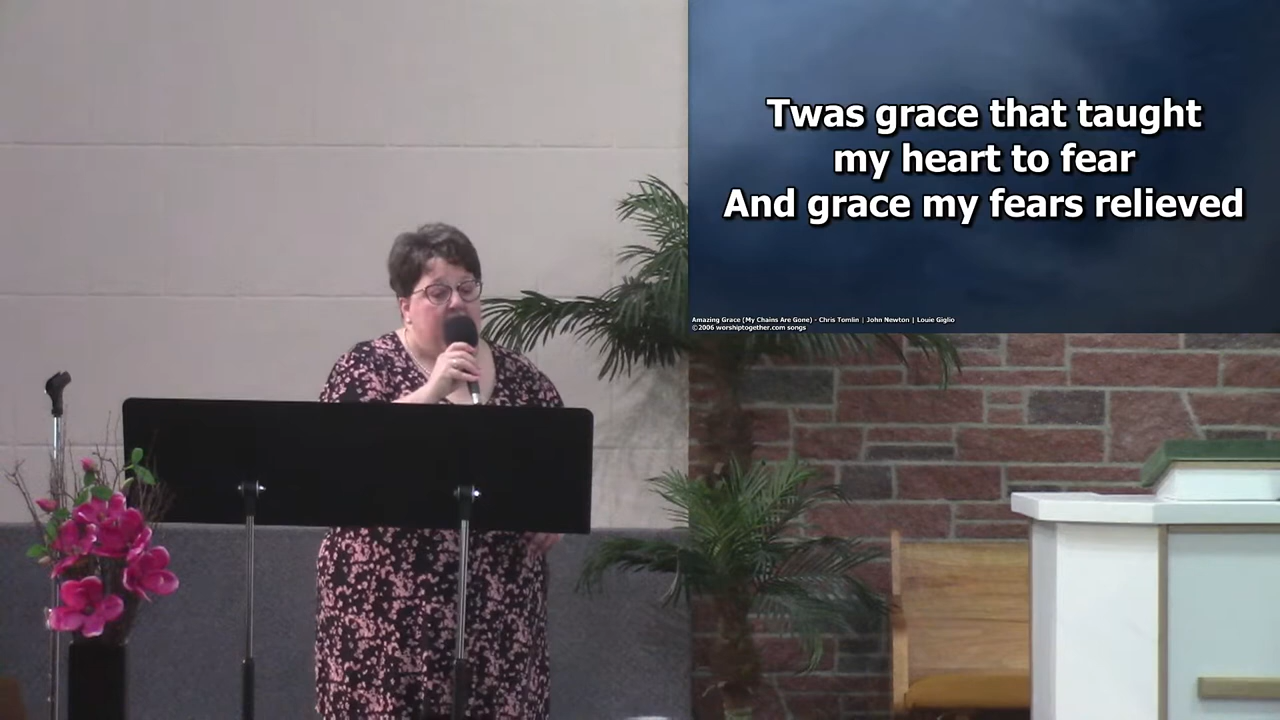 Twas grace that taught
my heart to fear
And grace my fears relieved
Amazing Grace (My Chains Are Gone) - Chris Tomlin | John Newton | Louie Giglio
©2006 worshiptogether.com songs